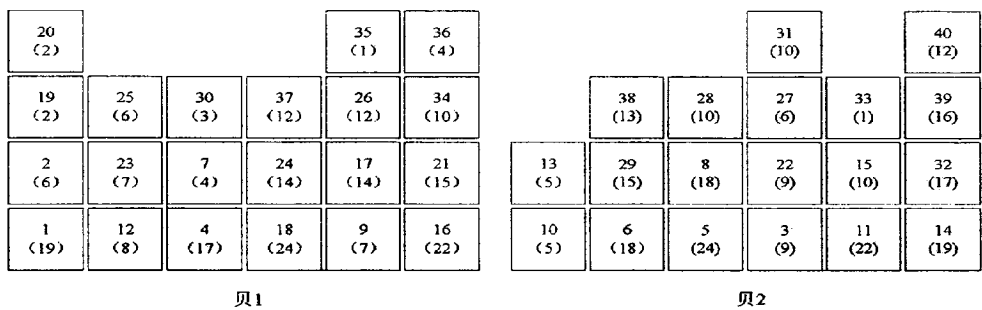 20 35 36 31 40
(2) (1) (4) (10) (12)
19 25 30 37 26 34 38 28 27 33 39
(2) (6) (3) (12) (12) (10) (13) (10) (6) (1) (16)
2 23 7 24 17 21 13 29 8 22 15 32
(6) (7) (4) (14) (14) (15) (5) (15) (18) (9) (10) (17)
1 12 4 18 9 16 10 6 5 3 11 14
(19) (8) (17) (24) (7) (22) (5) (18) (24) (9) (22) (19)
贝1 贝2